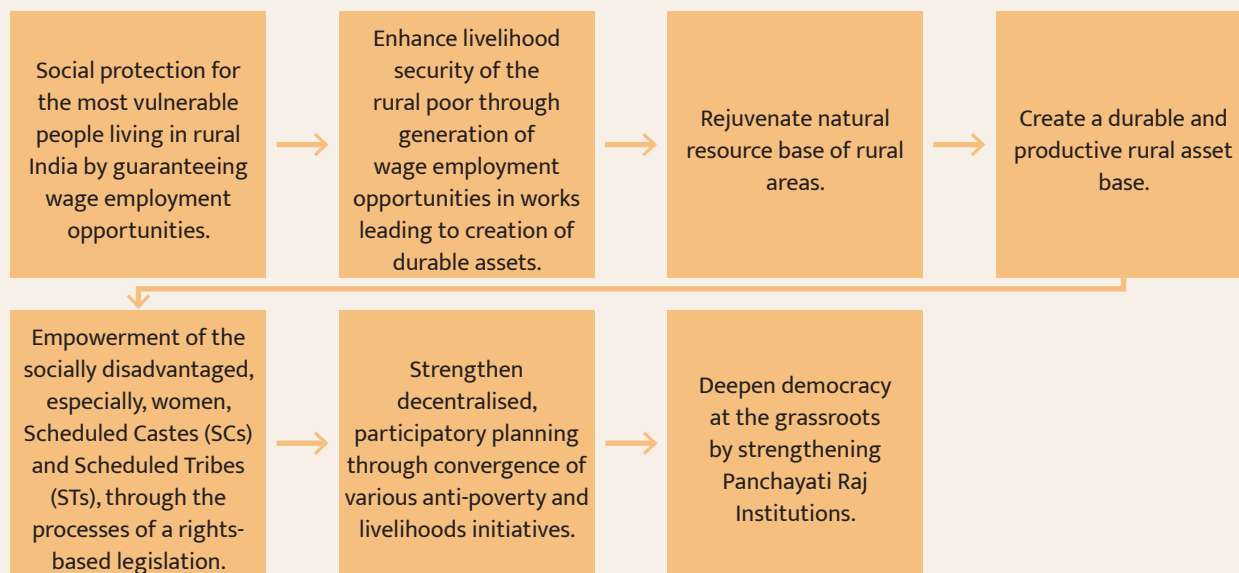 Social protection for
the most vulnerable
people living in rural
India by guaranteeing
wage employment
opportunities.
Enhance livelihood
security of the
rural poor through
generation of
wage employment
opportunities in works
leading to creation of
durable assets.
Rejuvenate natural
resource base of rural
areas.
Create a durable and
productive rural asset
base.
Empowerment of the
socially disadvantaged,
especially, women,
Scheduled Castes (SCs)
and Scheduled Tribes
(STs), through the
processes of a rights-
based legislation.
Strengthen
decentralised,
participatory planning
through convergence of
various anti-poverty and
livelihoods initiatives.
Deepen democracy
at the grassroots
by strengthening
Panchayati Raj
Institutions.